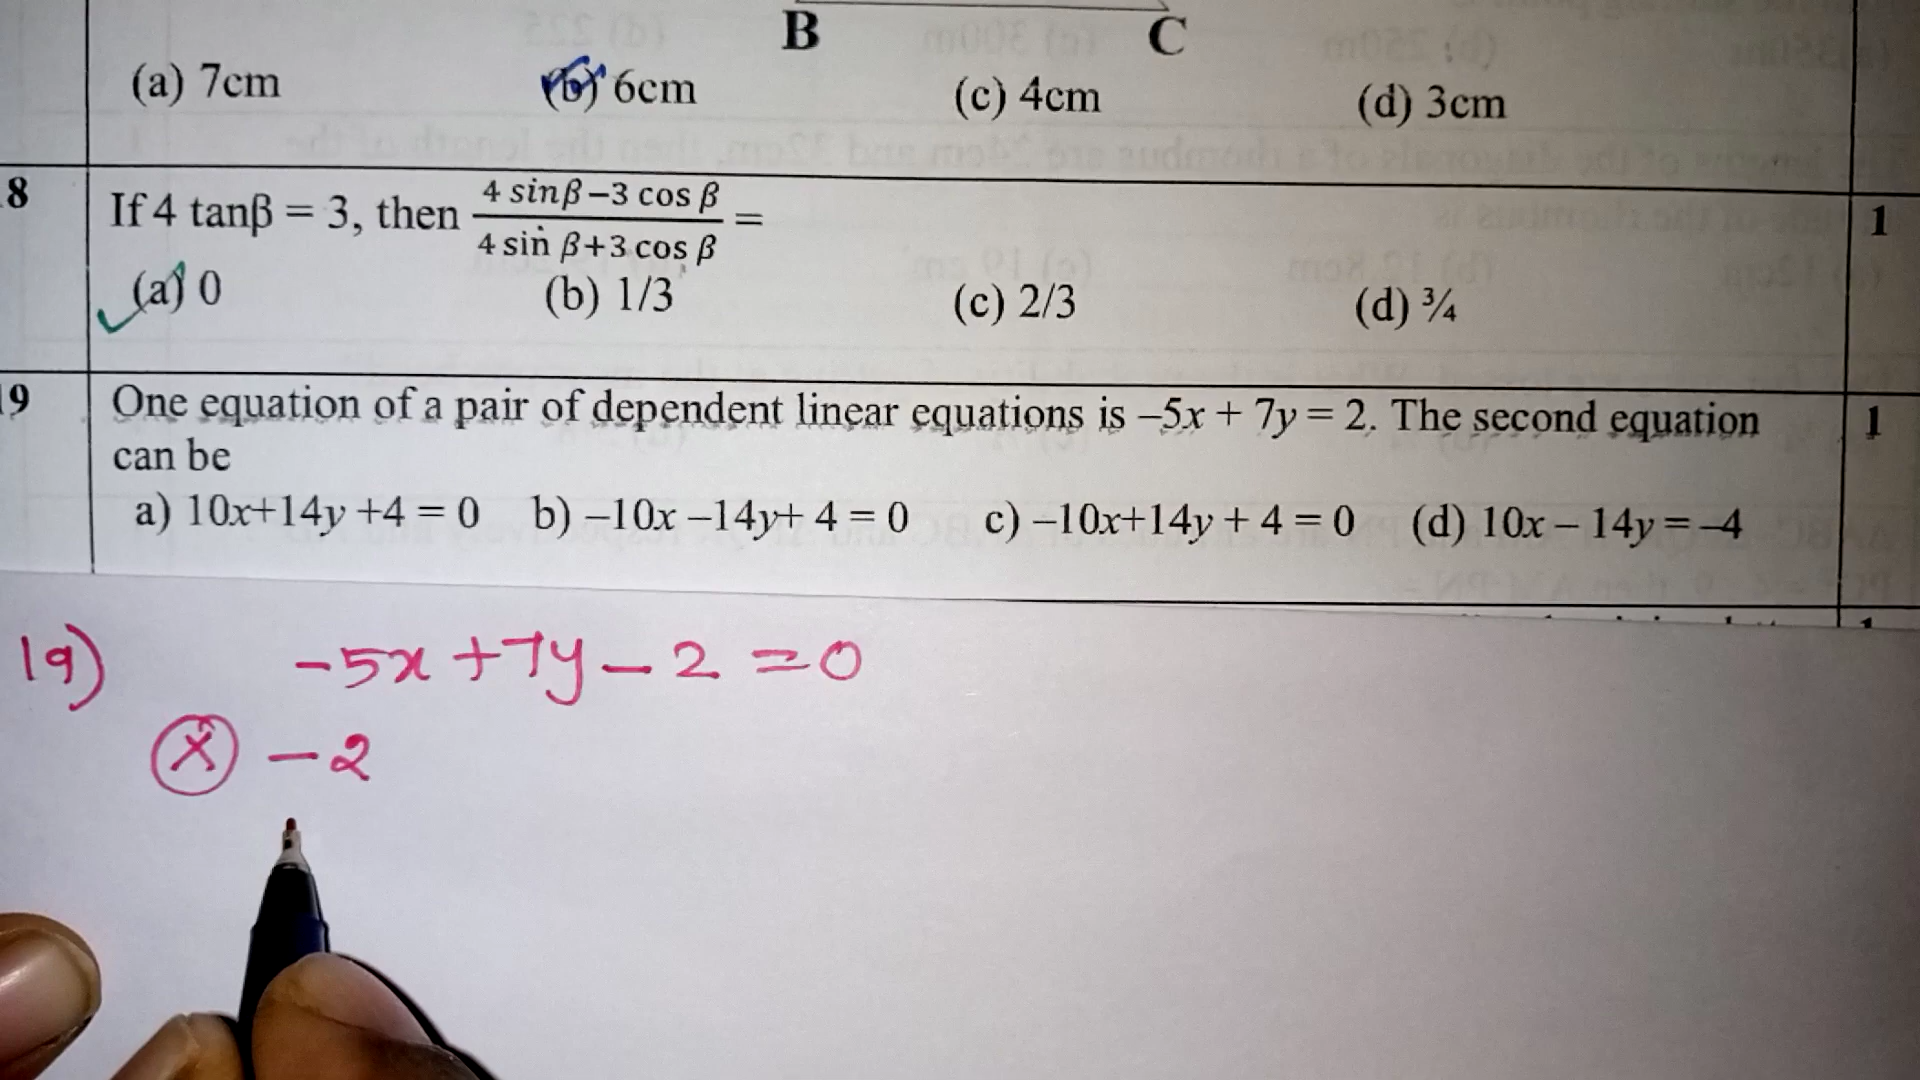 B C
(a) 7cm (b) 6cm (c) 4cm (d) 3cm
8 If 4 tanβ = 3, then (4 sinβ−3 cos β)/(4 sin β+3 cos β) = 1
(a) 0 (b) 1/3 (c) 2/3 (d) ¾
19 One equation of a pair of dependent linear equations is –5x + 7y = 2. The second equation 1
can be
a) 10x+14y +4 = 0 b) –10x –14y+ 4 = 0 c) –10x+14y + 4 = 0 (d) 10x – 14y = –4
19) -5x + 7y - 2 = 0
x - 2